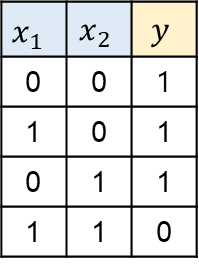 x₁ x₂ y
0 0 1
1 0 1
0 1 1
1 1 0